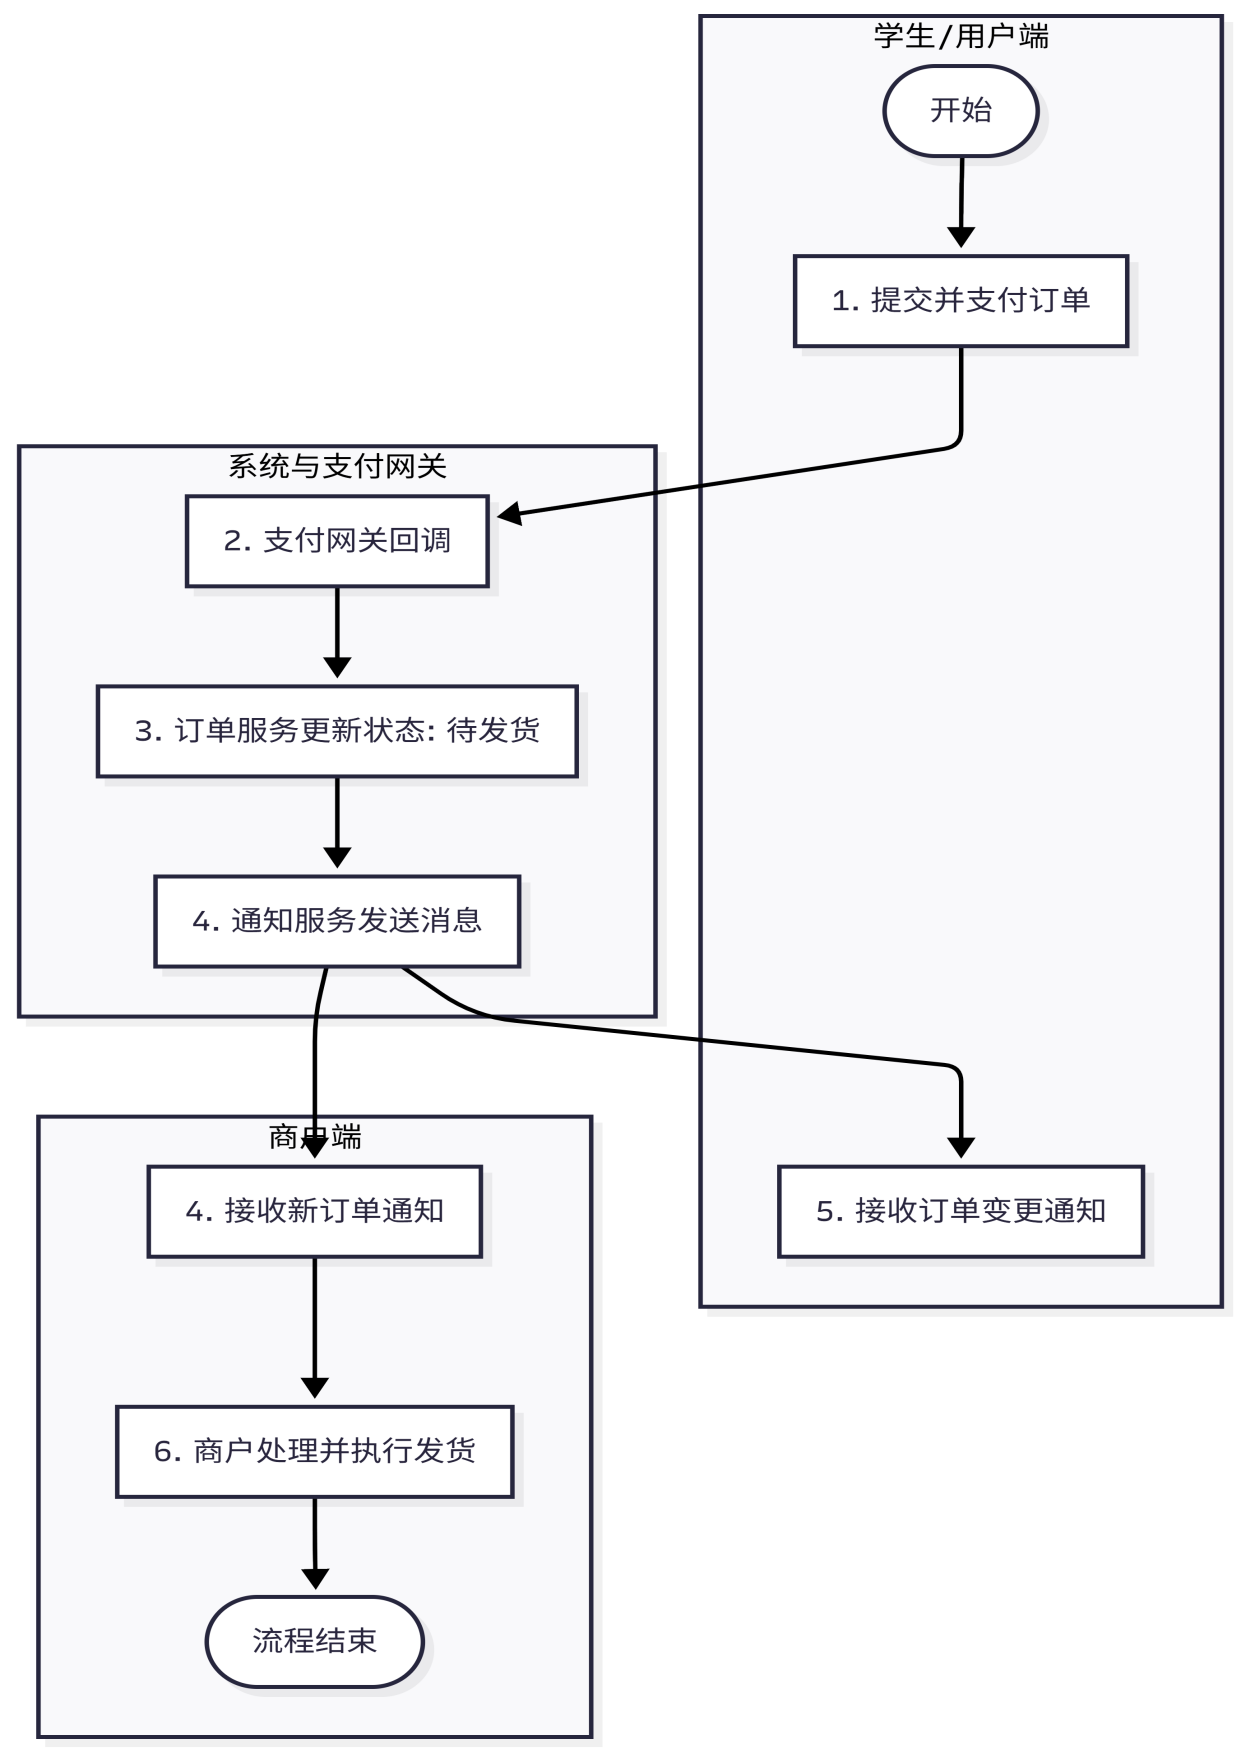 学生/用户端
开始
1. 提交并支付订单
系统与支付网关
2. 支付网关回调
3. 订单服务更新状态: 待发货
4. 通知服务发送消息
商户端
4. 接收新订单通知
5. 接收订单变更通知
6. 商户处理并执行发货
流程结束